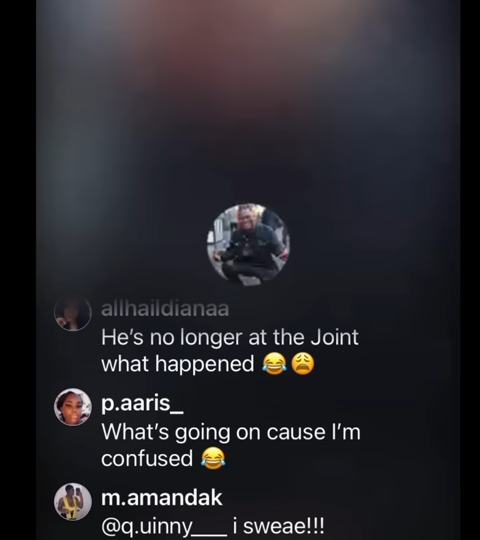 allhaildianaa
He's no longer at the Joint
what happened 😂😩
p.aaris_
What's going on cause I'm
confused 😂
m.amandak
@q.uinny___ i sweae!!!